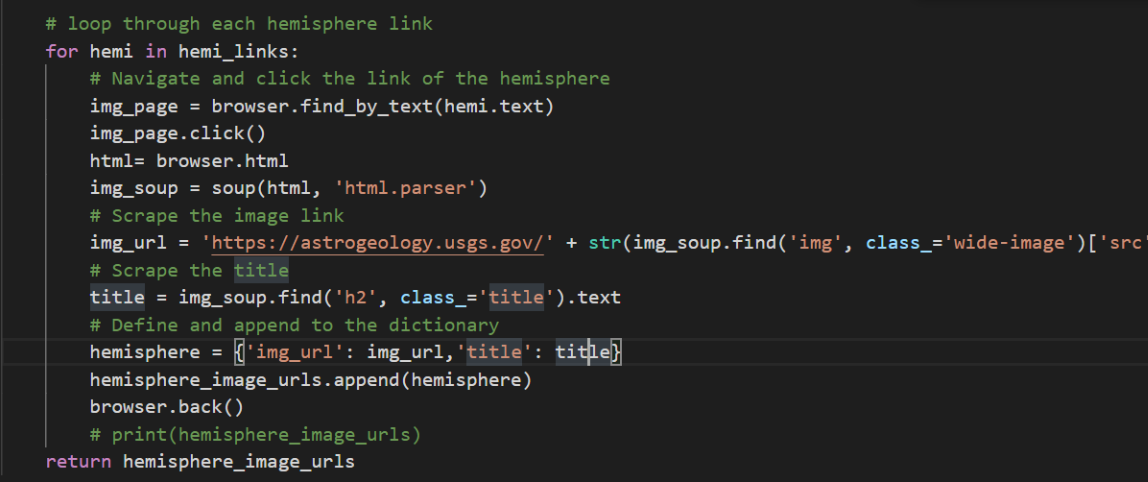 # loop through each hemisphere link
for hemi in hemi_links:
# Navigate and click the link of the hemisphere
img_page = browser.find_by_text(hemi.text)
img_page.click()
html= browser.html
img_soup = soup(html, 'html.parser')
# Scrape the image link
img_url = 'https://astrogeology.usgs.gov/' + str(img_soup.find('img', class_='wide-image')['src'
# Scrape the title
title = img_soup.find('h2', class_='title').text
# Define and append to the dictionary
hemisphere = {'img_url': img_url,'title': title}
hemisphere_image_urls.append(hemisphere)
browser.back()
# print(hemisphere_image_urls)
return hemisphere_image_urls